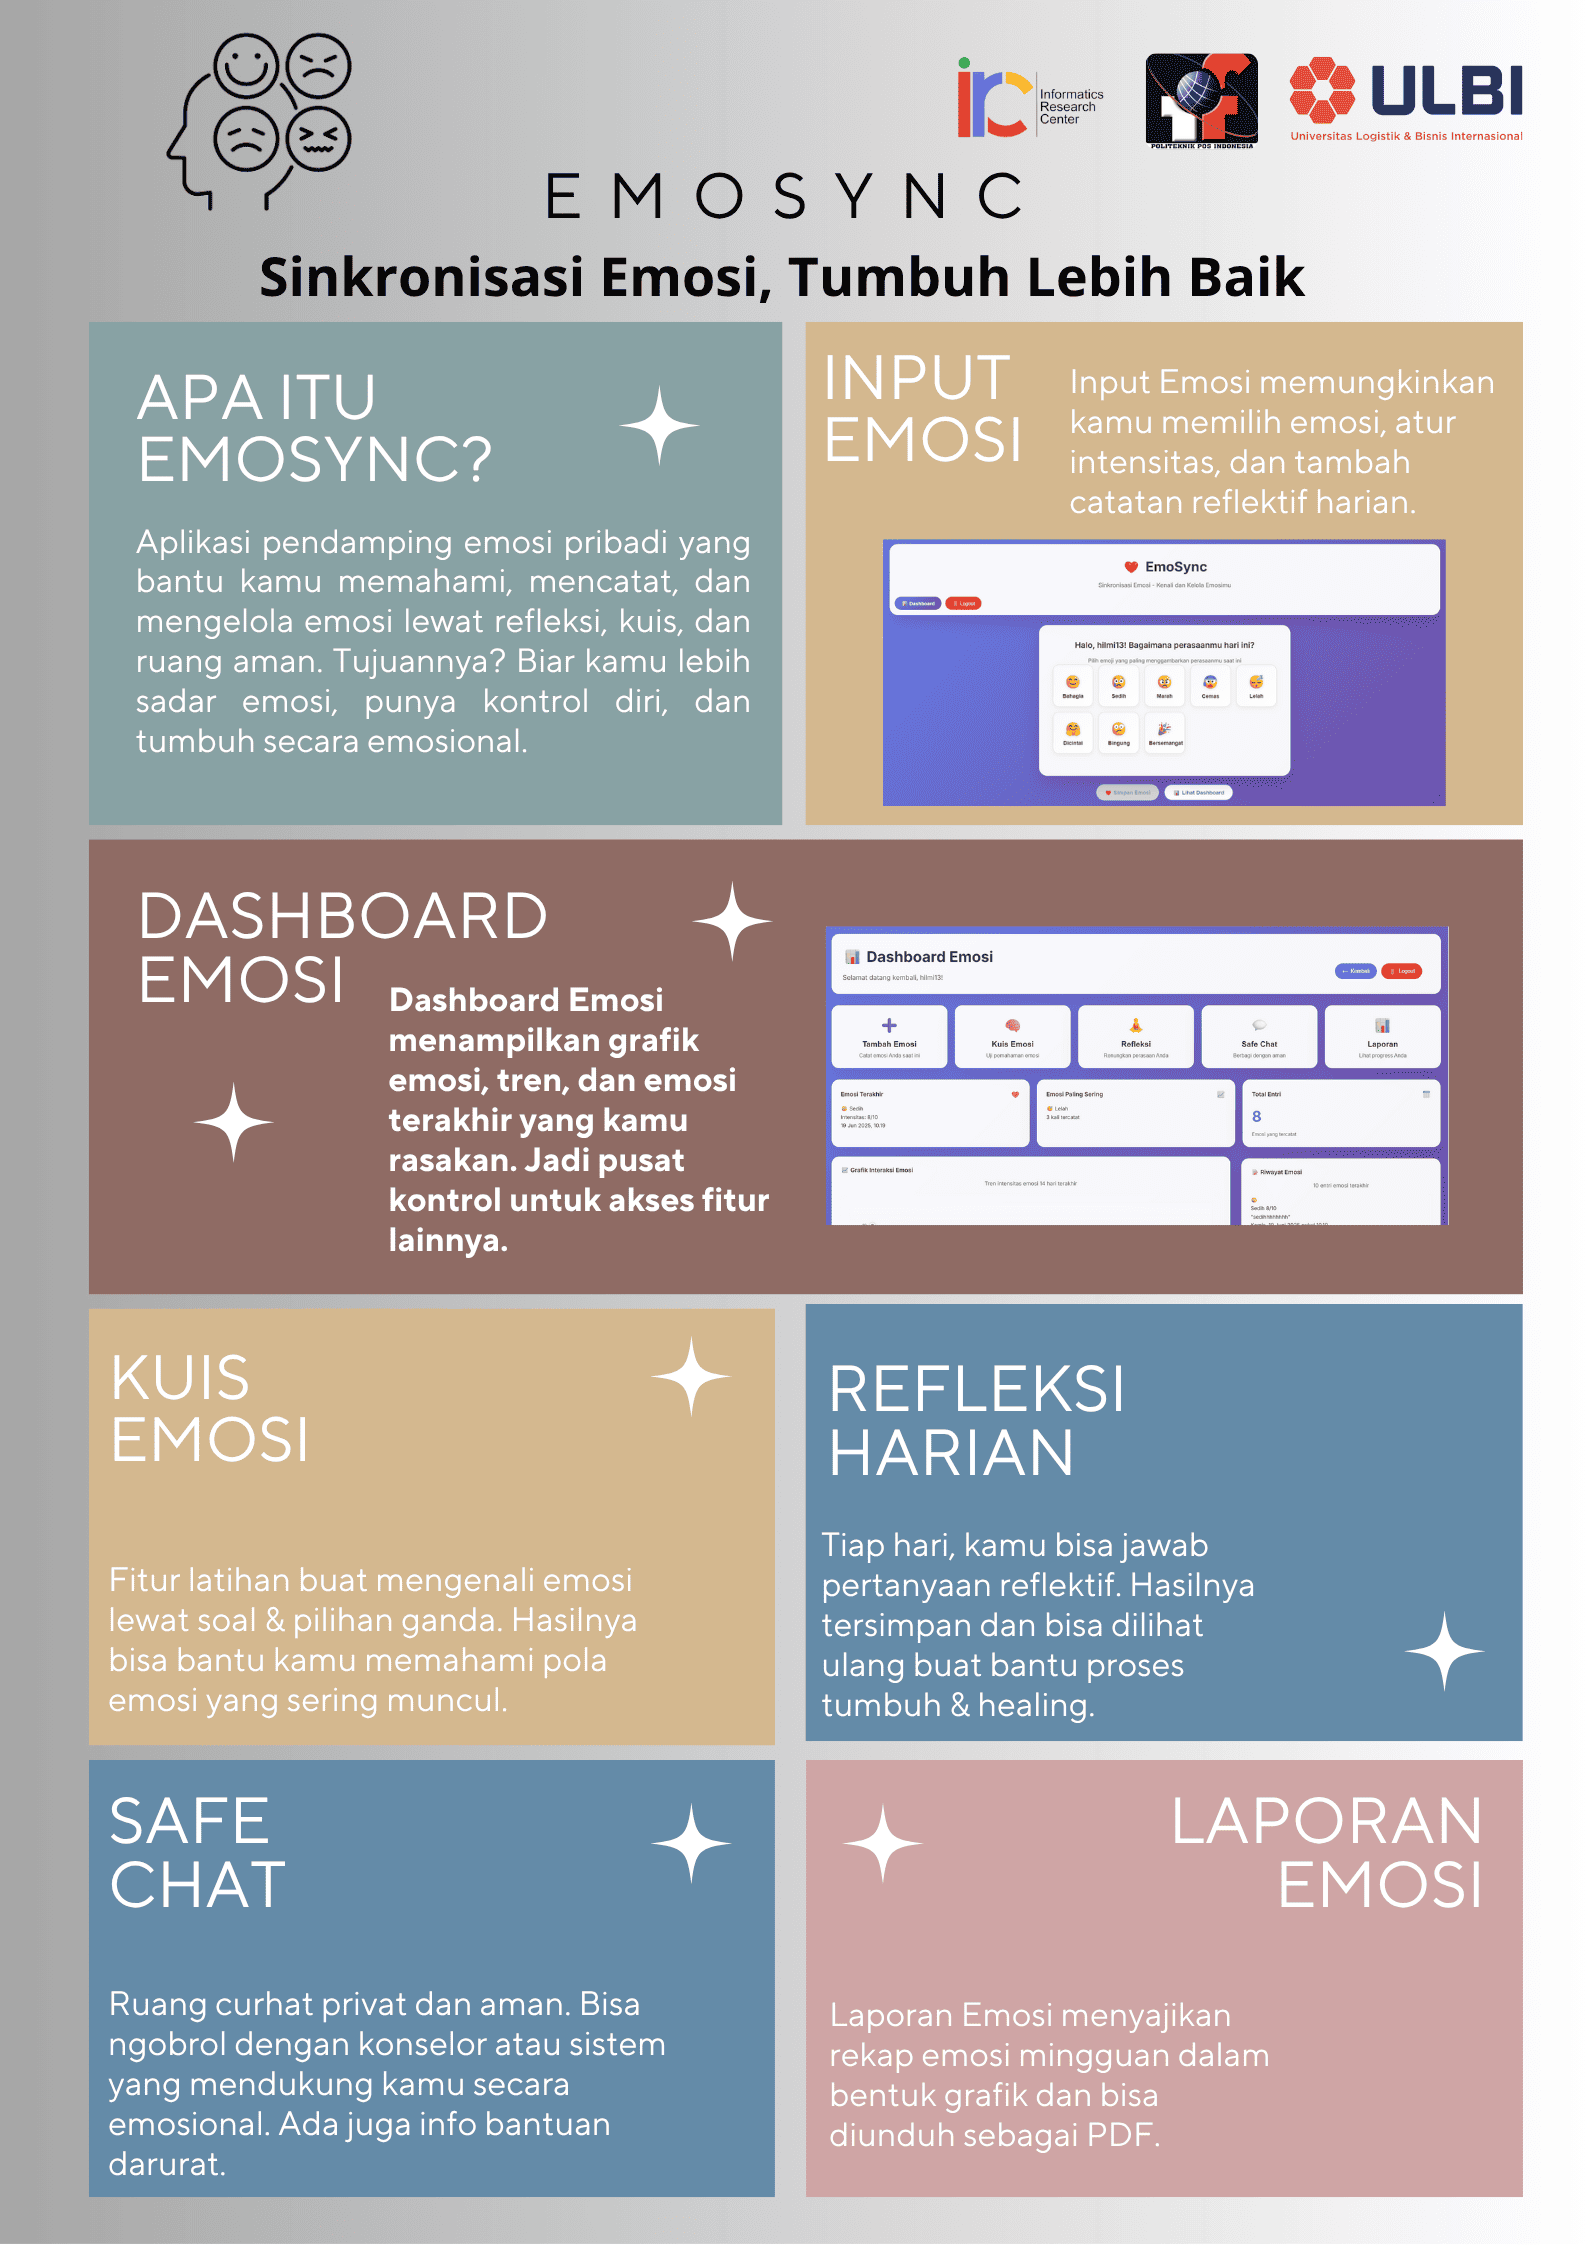 irc
Informatics
Research
Center
POLITEKNIK POS INDONESIA
ULBI
Universitas Logistik & Bisnis Internasional
EMOSYNC
Sinkronisasi Emosi, Tumbuh Lebih Baik
APA ITU
EMOSYNC?
Aplikasi pendamping emosi pribadi yang
bantu kamu memahami, mencatat, dan
mengelola emosi lewat refleksi, kuis, dan
ruang aman. Tujuannya? Biar kamu lebih
sadar emosi, punya kontrol diri, dan
tumbuh secara emosional.
INPUT
EMOSI
Input Emosi memungkinkan
kamu memilih emosi, atur
intensitas, dan tambah
catatan reflektif harian.
EmoSync
Sinkronisasi Emosi - Kenali dan Kelola Emosimu
Dashboard
Logout
Halo, hilmi13! Bagaimana perasaanmu hari ini?
Pilih emoji yang paling menggambarkan perasaanmu saat ini
Bahagia
Sedih
Marah
Cemas
Lelah
Dicintai
Bingung
Bersemangat
Simpan Emosi
Lihat Dashboard
DASHBOARD
EMOSI
Dashboard Emosi
menampilkan grafik
emosi, tren, dan emosi
terakhir yang kamu
rasakan. Jadi pusat
kontrol untuk akses fitur
lainnya.
Dashboard Emosi
Selamat datang kembali, hilmi13!
← Kembali
Logout
Tambah Emosi
Catat emosi Anda saat ini
Kuis Emosi
Uji pemahaman emosi
Refleksi
Renungkan perasaan Anda
Safe Chat
Berbagi dengan aman
Laporan
Lihat progress Anda
Emosi Terakhir
Sedih
Intensitas: 8/10
19 Jun 2025, 10.19
Emosi Paling Sering
Lelah
3 kali tercatat
Total Entri
8
Emosi yang tercatat
Grafik Interaksi Emosi
Tren intensitas emosi 14 hari terakhir
Riwayat Emosi
10 entri emosi terakhir
Sedih 8/10
KUIS
EMOSI
Fitur latihan buat mengenali emosi
lewat soal & pilihan ganda. Hasilnya
bisa bantu kamu memahami pola
emosi yang sering muncul.
REFLEKSI
HARIAN
Tiap hari, kamu bisa jawab
pertanyaan reflektif. Hasilnya
tersimpan dan bisa dilihat
ulang buat bantu proses
tumbuh & healing.
SAFE
CHAT
Ruang curhat privat dan aman. Bisa
ngobrol dengan konselor atau sistem
yang mendukung kamu secara
emosional. Ada juga info bantuan
darurat.
LAPORAN
EMOSI
Laporan Emosi menyajikan
rekap emosi mingguan dalam
bentuk grafik dan bisa
diunduh sebagai PDF.